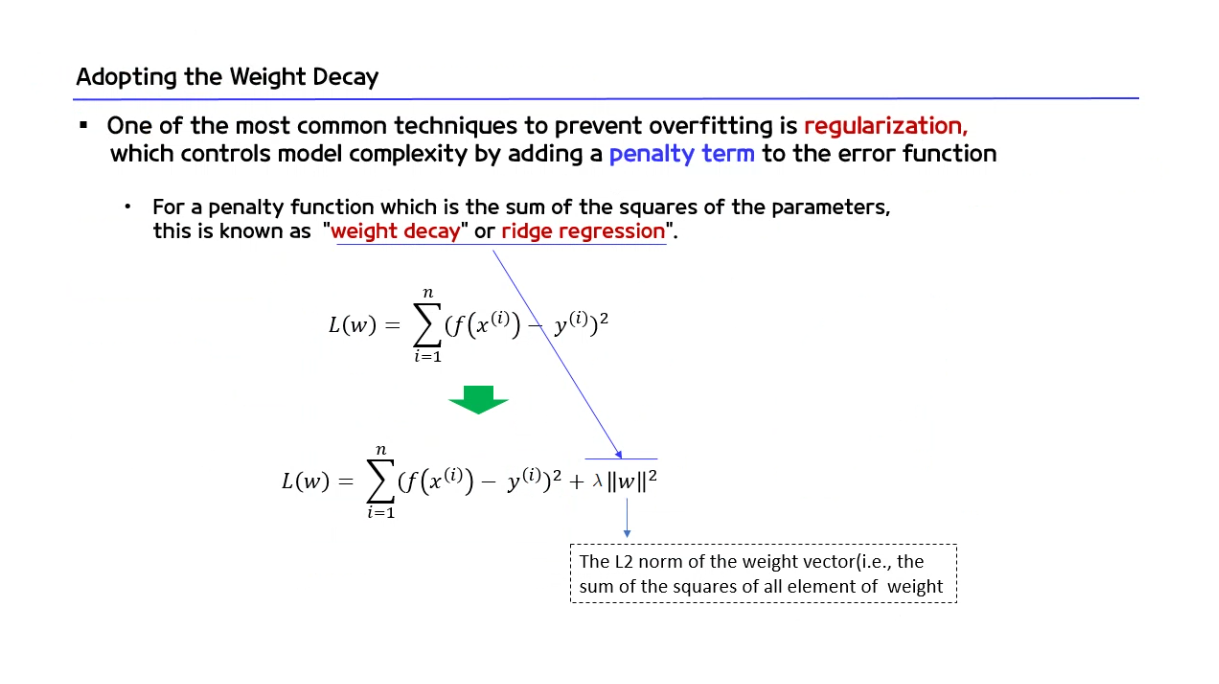 Adopting the Weight Decay
▪ One of the most common techniques to prevent overfitting is regularization,
which controls model complexity by adding a penalty term to the error function
• For a penalty function which is the sum of the squares of the parameters,
this is known as "weight decay" or ridge regression".
L(w) = ∑_{i=1}^{n} (f(x^{(i)}) − y^{(i)})²
L(w) = ∑_{i=1}^{n} (f(x^{(i)}) − y^{(i)})² + λ‖w‖²
The L2 norm of the weight vector(i.e., the
sum of the squares of all element of weight